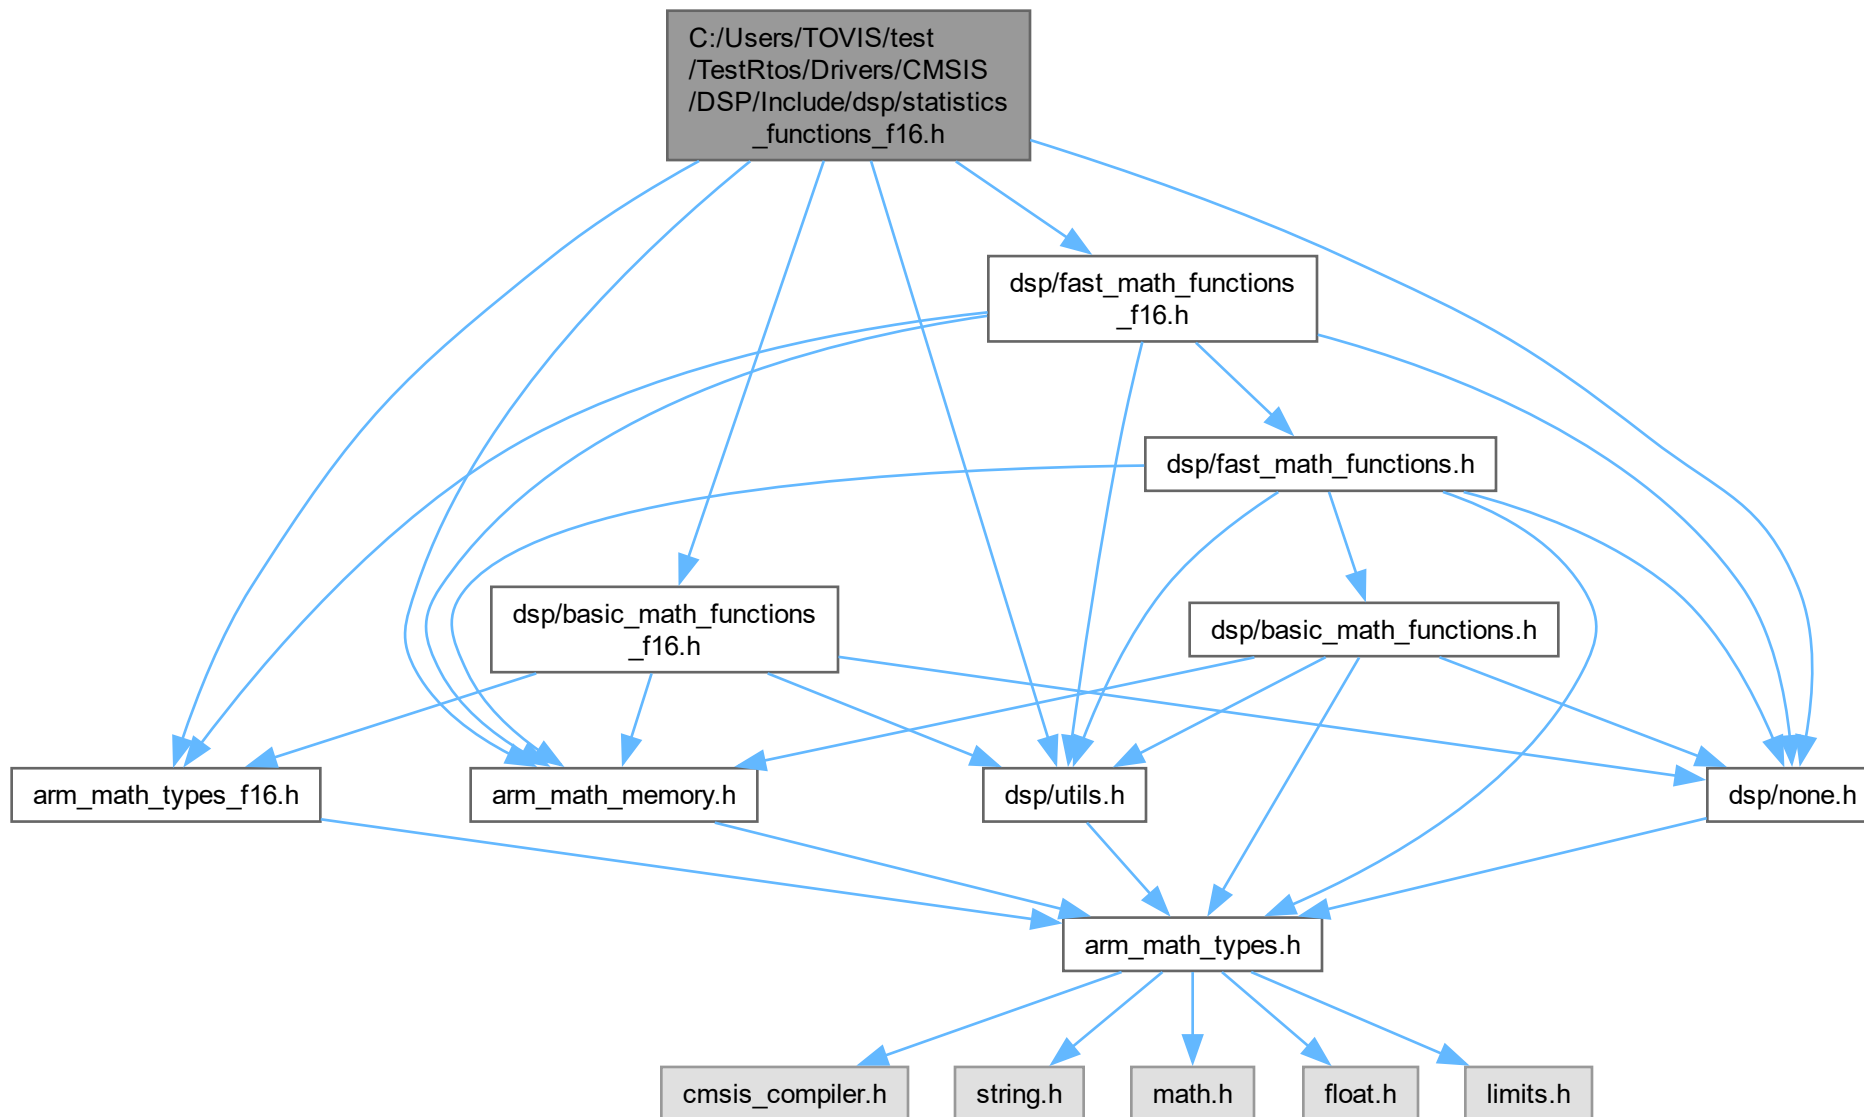 C:/Users/TOVIS/test
/TestRtos/Drivers/CMSIS
/DSP/Include/dsp/statistics
_functions_f16.h
dsp/fast_math_functions
_f16.h
dsp/fast_math_functions.h
dsp/basic_math_functions
_f16.h
dsp/basic_math_functions.h
arm_math_types_f16.h
arm_math_memory.h
dsp/utils.h
dsp/none.h
arm_math_types.h
cmsis_compiler.h
string.h
math.h
float.h
limits.h